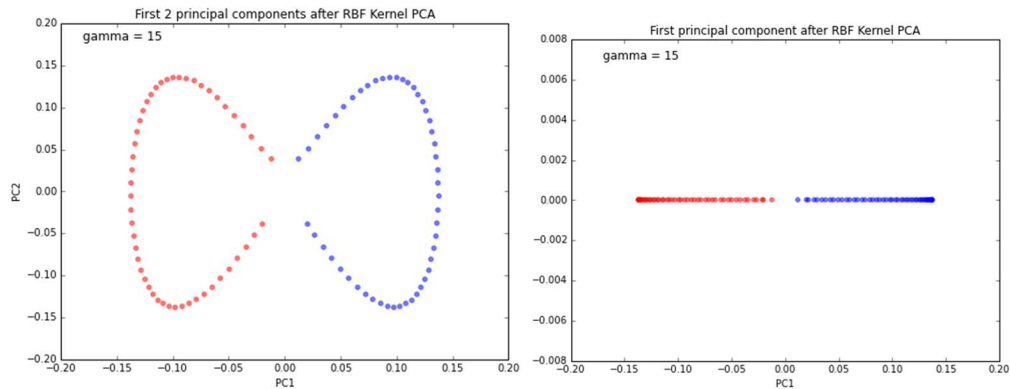 First 2 principal components after RBF Kernel PCA
gamma = 15
0.20
0.15
0.10
0.05
0.00
−0.05
−0.10
−0.15
−0.20
PC2
−0.20 −0.15 −0.10 −0.05 0.00 0.05 0.10 0.15 0.20
PC1
First principal component after RBF Kernel PCA
gamma = 15
0.008
0.006
0.004
0.002
0.000
−0.002
−0.004
−0.006
−0.008
−0.20 −0.15 −0.10 −0.05 0.00 0.05 0.10 0.15 0.20
PC1